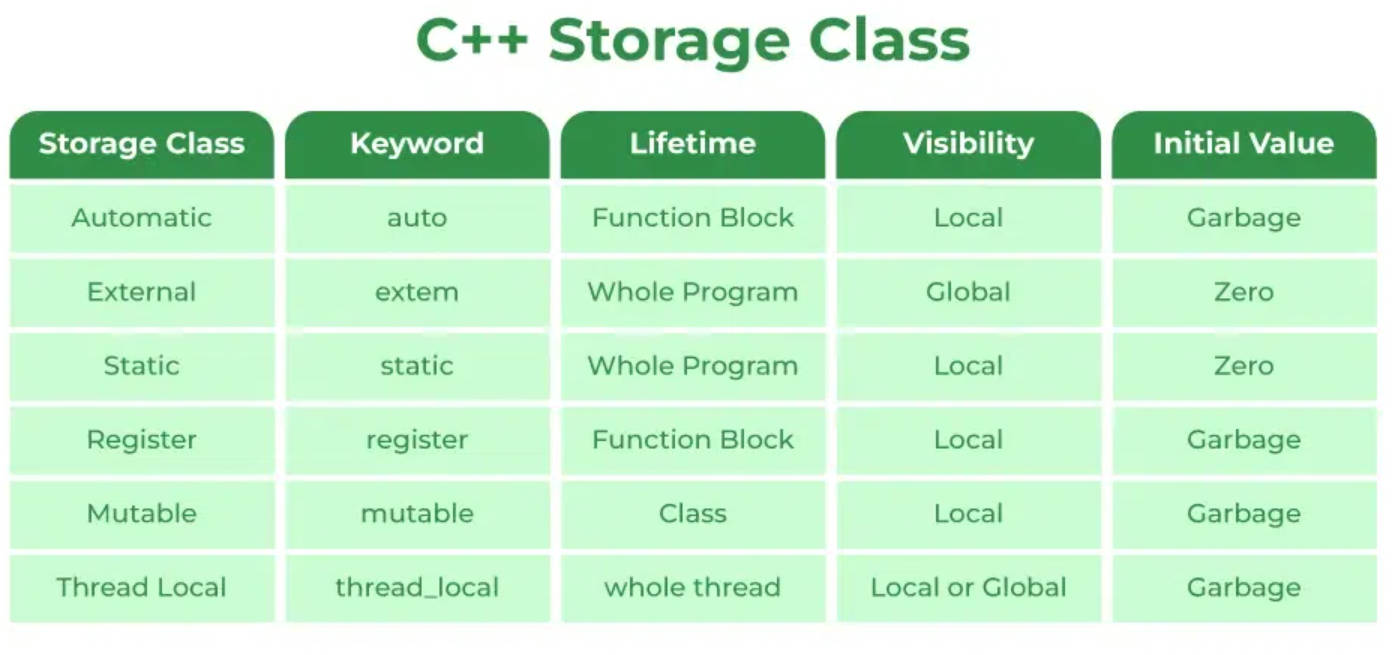 C++ Storage Class
Storage Class Keyword Lifetime Visibility Initial Value
Automatic auto Function Block Local Garbage
External extem Whole Program Global Zero
Static static Whole Program Local Zero
Register register Function Block Local Garbage
Mutable mutable Class Local Garbage
Thread Local thread_local whole thread Local or Global Garbage